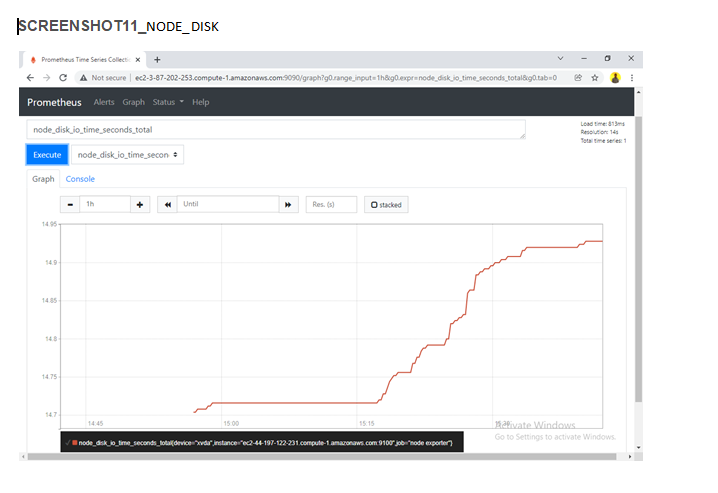 SCREENSHOT11_NODE_DISK
Prometheus Time Series Collecti
Not secure | ec2-3-87-202-253.compute-1.amazonaws.com:9090/graph?g0.range_input=1h&g0.expr=node_disk_io_time_seconds_total&g0.tab=0
Prometheus Alerts Graph Status Help
node_disk_io_time_seconds_total
Load time: 813ms
Resolution: 14s
Total time series: 1
Execute node_disk_io_time_secon
Graph Console
1h Until Res. (s) stacked
14.95
14.9
14.85
14.8
14.75
14.7
14:45 15:00 15:15
Activate Windows
Go to Settings to activate Windows.
node_disk_io_time_seconds_total{device="xvda",instance="ec2-44-197-122-231.compute-1.amazonaws.com:9100",job="node exporter"}